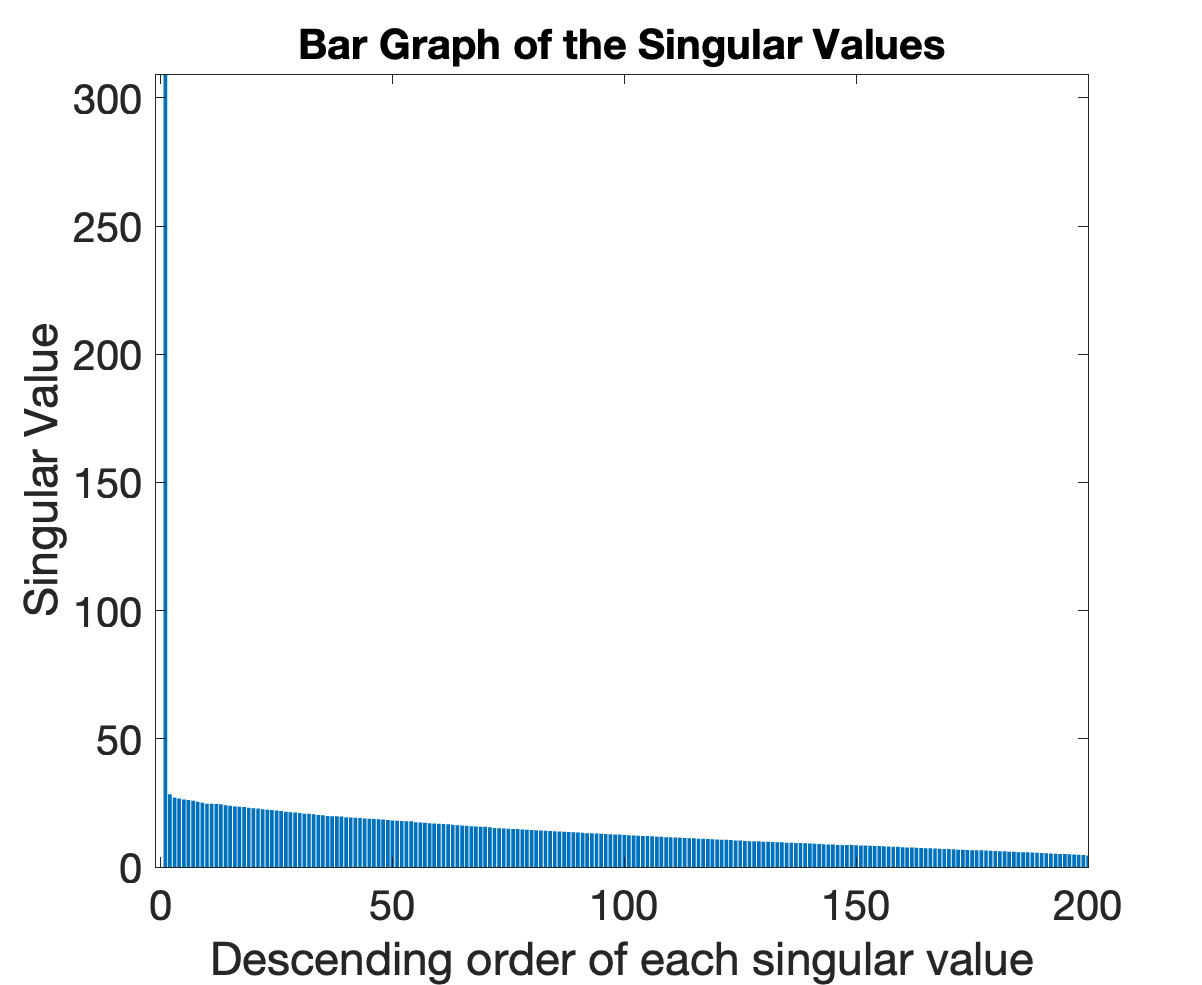 Bar Graph of the Singular Values
300
250
200
150
100
50
0
Singular Value
0 50 100 150 200
Descending order of each singular value